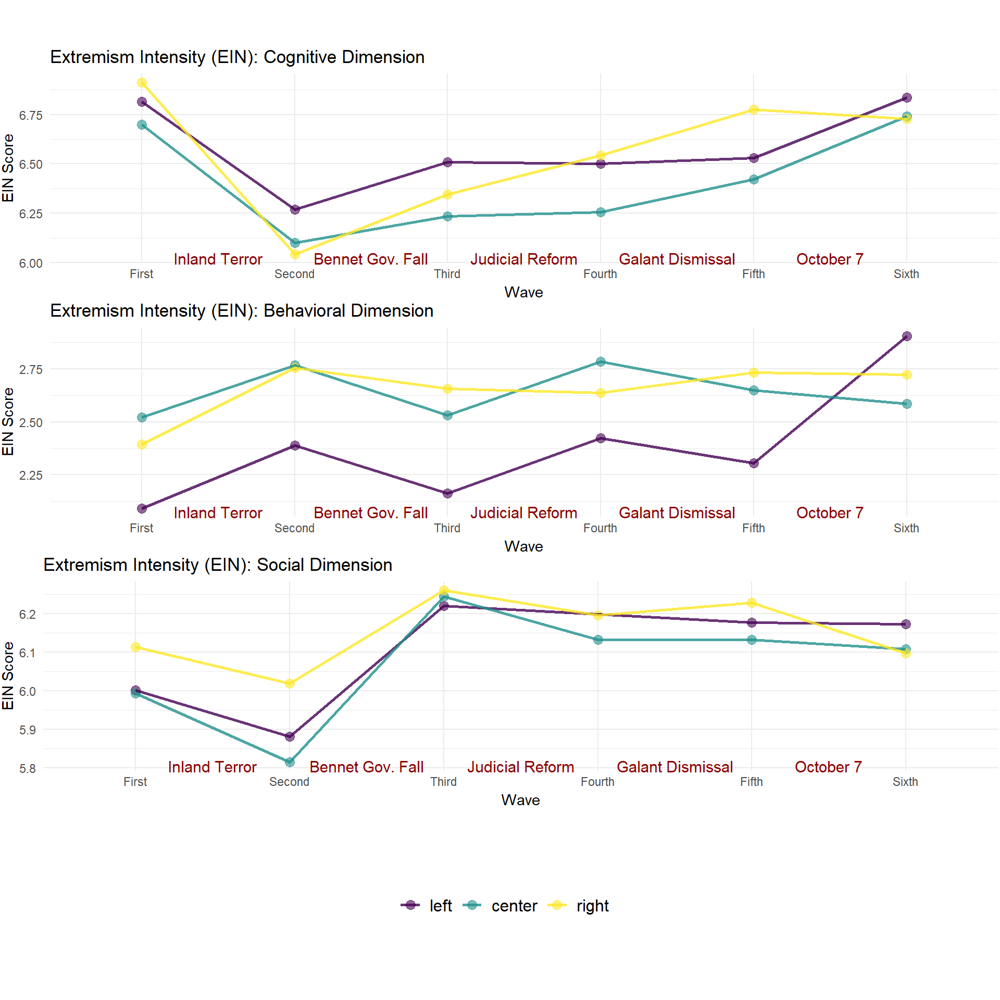 Extremism Intensity (EIN): Cognitive Dimension
EIN Score
6.75
6.50
6.25
6.00
Inland Terror Bennet Gov. Fall Judicial Reform Galant Dismissal October 7
First Second Third Fourth Fifth Sixth
Wave
Extremism Intensity (EIN): Behavioral Dimension
EIN Score
2.75
2.50
2.25
Inland Terror Bennet Gov. Fall Judicial Reform Galant Dismissal October 7
First Second Third Fourth Fifth Sixth
Wave
Extremism Intensity (EIN): Social Dimension
EIN Score
6.2
6.1
6.0
5.9
5.8
Inland Terror Bennet Gov. Fall Judicial Reform Galant Dismissal October 7
First Second Third Fourth Fifth Sixth
Wave
left center right